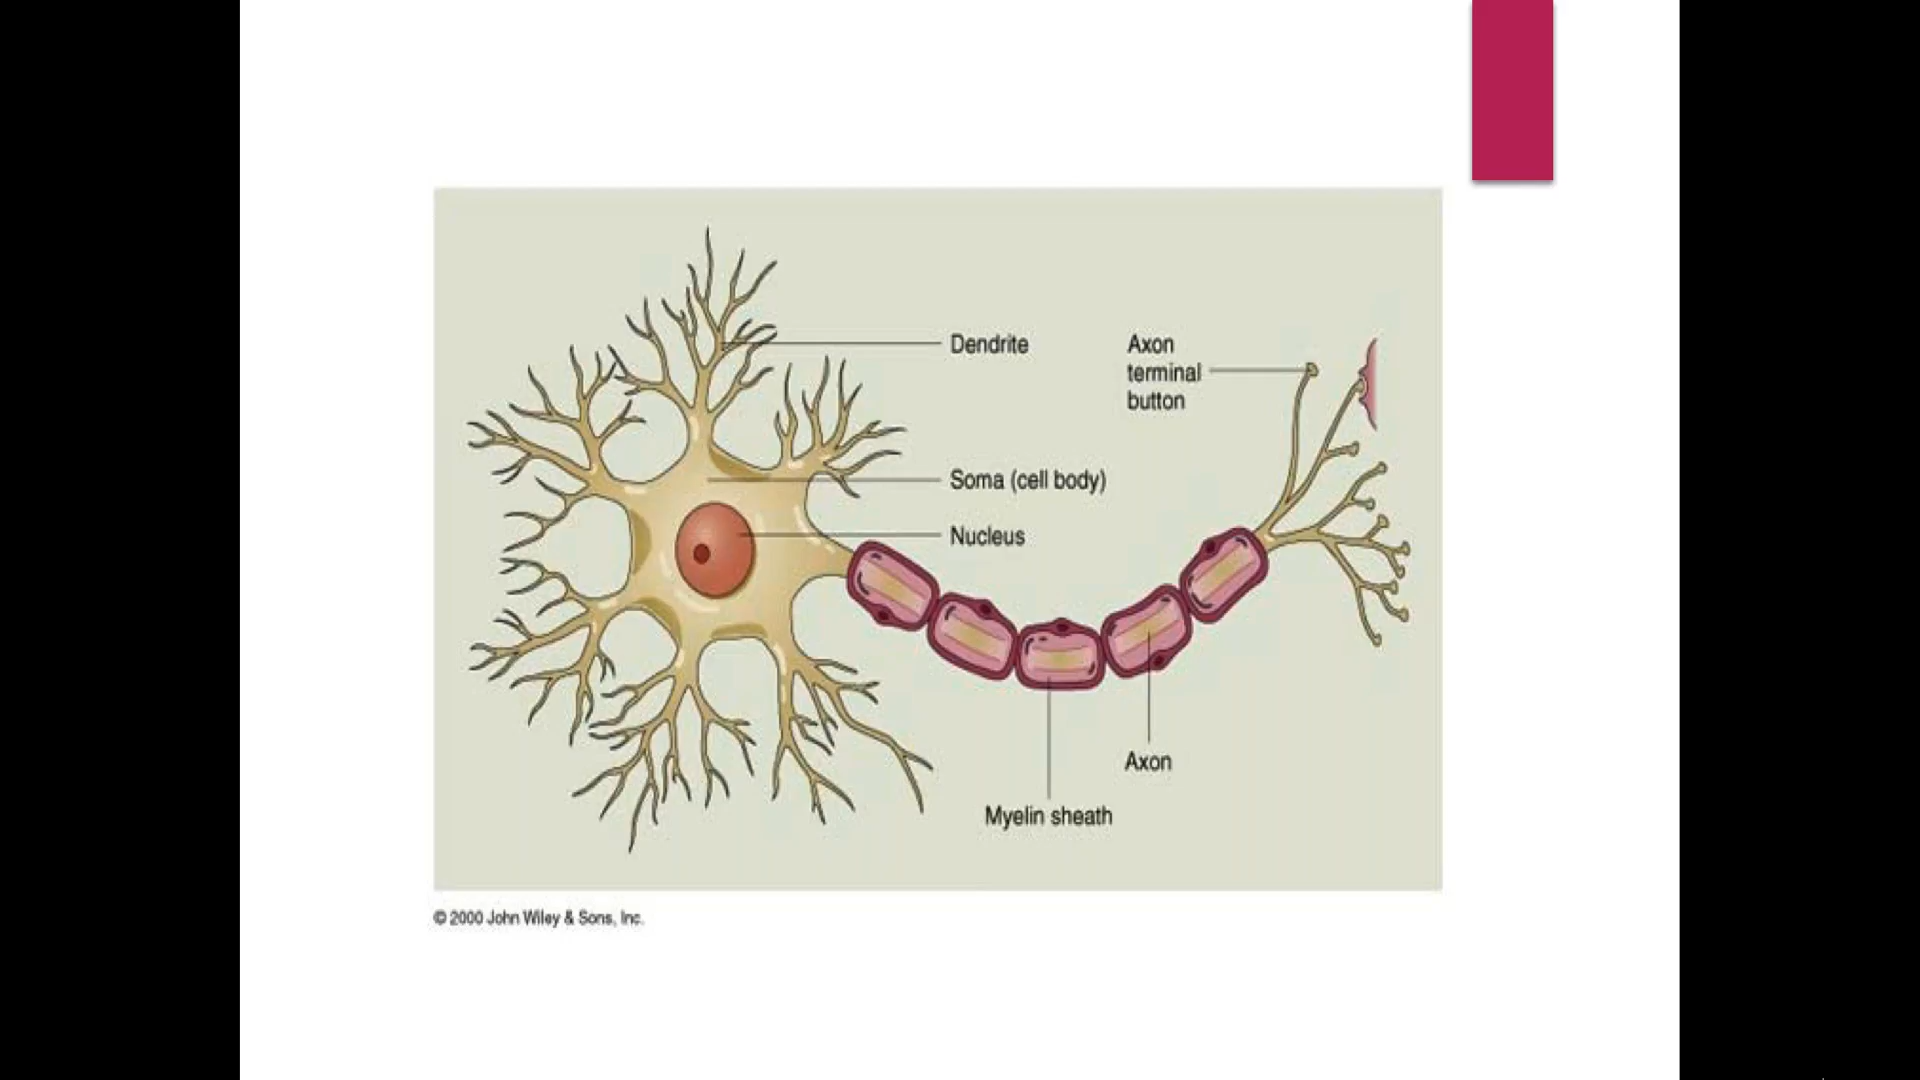 Dendrite
Axon
terminal
button
Soma (cell body)
Nucleus
Axon
Myelin sheath
© 2000 John Wiley & Sons, Inc.